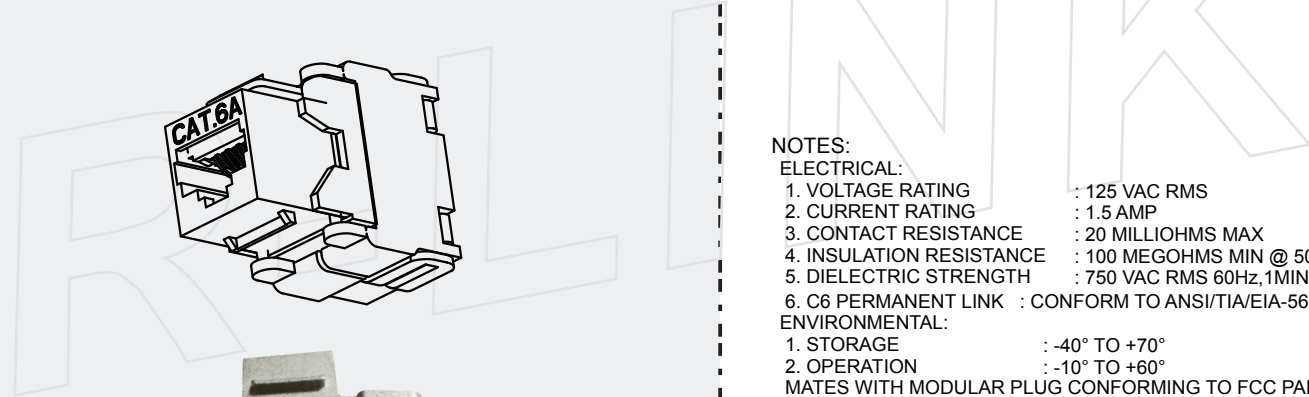 CAT.6A
NOTES:
ELECTRICAL:
1. VOLTAGE RATING : 125 VAC RMS
2. CURRENT RATING : 1.5 AMP
3. CONTACT RESISTANCE : 20 MILLIOHMS MAX
4. INSULATION RESISTANCE : 100 MEGOHMS MIN @ 50
5. DIELECTRIC STRENGTH : 750 VAC RMS 60Hz,1MIN
6. C6 PERMANENT LINK : CONFORM TO ANSI/TIA/EIA-56
ENVIRONMENTAL:
1. STORAGE : -40° TO +70°
2. OPERATION : -10° TO +60°
MATES WITH MODULAR PLUG CONFORMING TO FCC